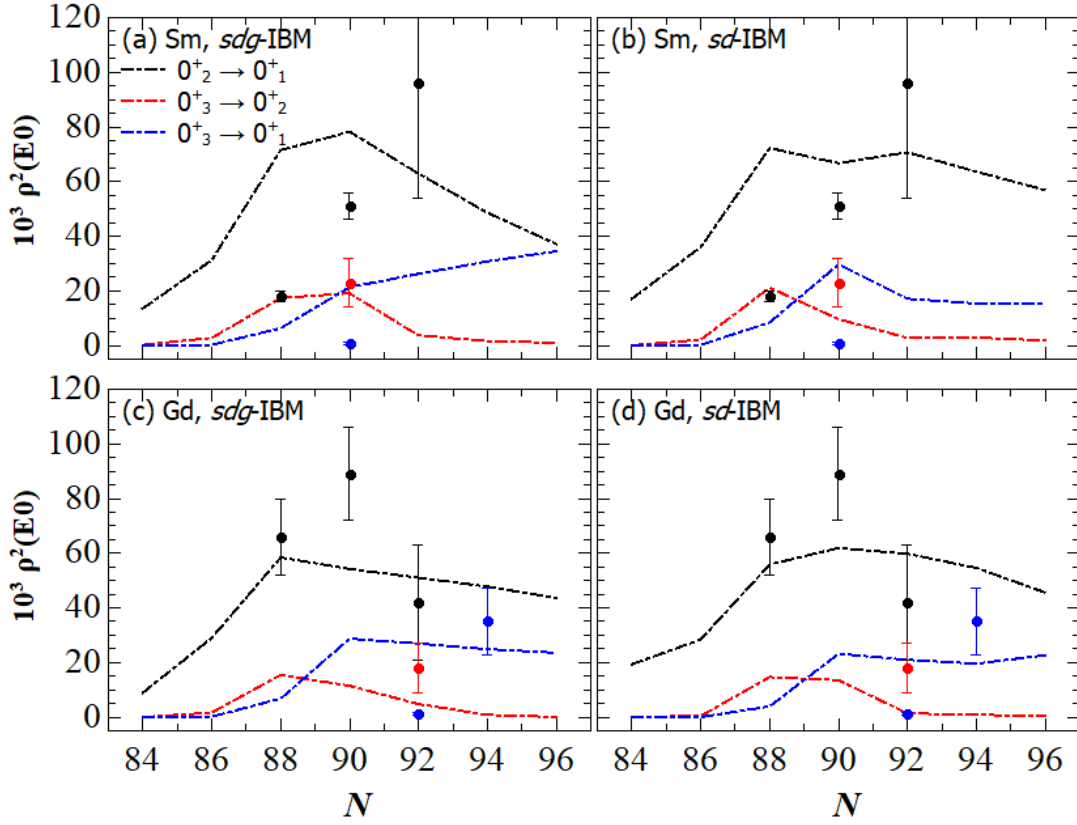 120
100
80
60
40
20
0
10³ ρ²(E0)
(a) Sm, sdg-IBM
0⁺₂ → 0⁺₁
0⁺₃ → 0⁺₂
0⁺₃ → 0⁺₁
(b) Sm, sd-IBM
120
100
80
60
40
20
0
10³ ρ²(E0)
(c) Gd, sdg-IBM
(d) Gd, sd-IBM
84 86 88 90 92 94 96
84 86 88 90 92 94 96
N
N